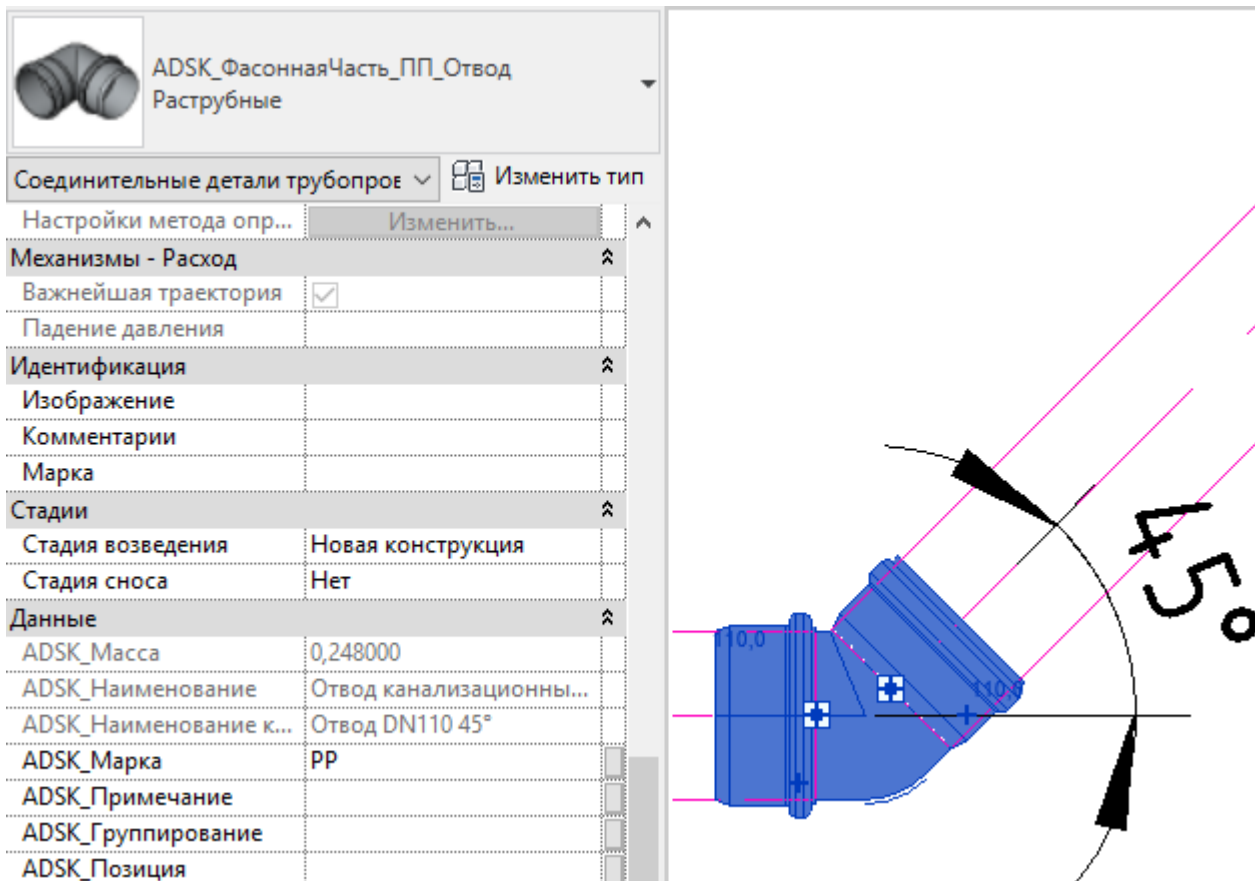 ADSK_ФасоннаяЧасть_ПП_Отвод
Раструбные
Соединительные детали трубопров
Изменить тип
Настройки метода опр... Изменить...
Механизмы - Расход
Важнейшая траектория
Падение давления
Идентификация
Изображение
Комментарии
Марка
Стадии
Стадия возведения Новая конструкция
Стадия сноса Нет
Данные
ADSK_Масса 0,248000
ADSK_Наименование Отвод канализационны...
ADSK_Наименование к... Отвод DN110 45°
ADSK_Марка PP
ADSK_Примечание
ADSK_Группирование
ADSK_Позиция
45°
110,0
110,0